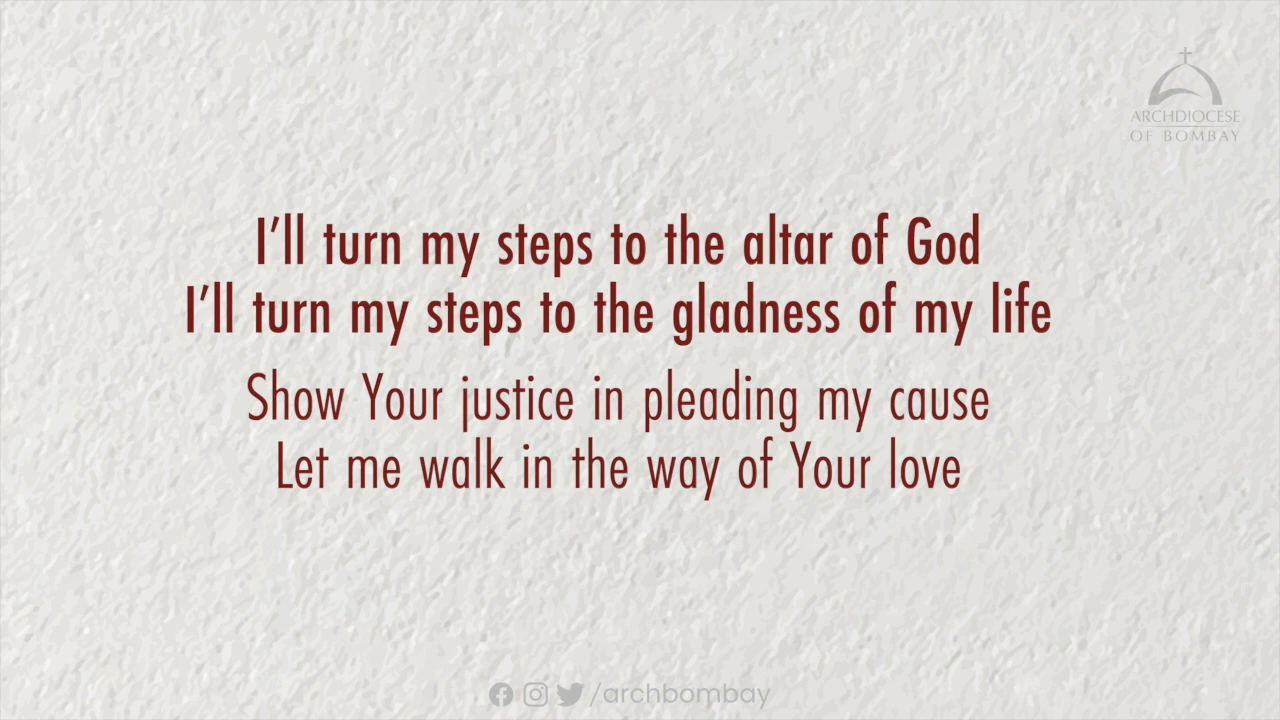 ARCHDIOCESE
OF BOMBAY
I’ll turn my steps to the altar of God
I’ll turn my steps to the gladness of my life
Show Your justice in pleading my cause
Let me walk in the way of Your love
/archbombay